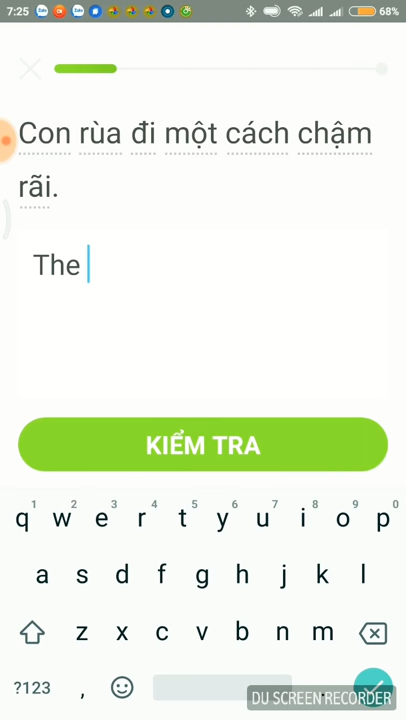 7:25 68%
Con rùa đi một cách chậm
rãi.
The
KIỂM TRA
1 2 3 4 5 6 7 8 9 0
q w e r t y u i o p
a s d f g h j k l
z x c v b n m
?123 , .
DU SCREEN RECORDER